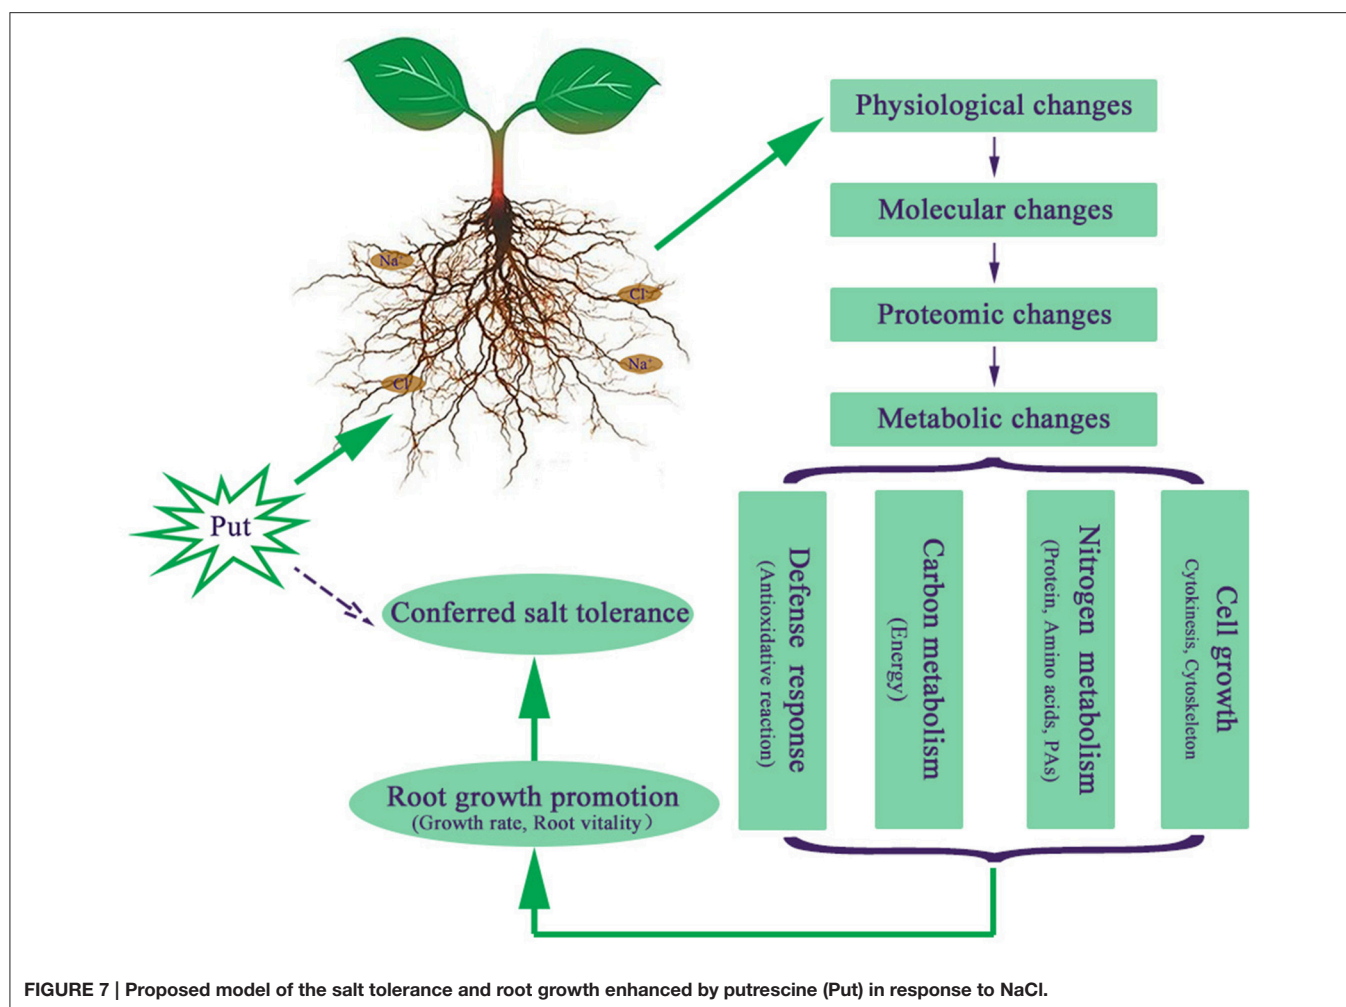 Physiological changes
Molecular changes
Proteomic changes
Metabolic changes
Na⁺
Cl⁻
Na⁺
Cl⁻
Put
Defense response
(Antioxidative reaction)
Carbon metabolism
(Energy)
Nitrogen metabolism
(Protein, Amino acids, PAs)
Cell growth
Cytokinesis, Cytoskeleton
Conferred salt tolerance
Root growth promotion
(Growth rate, Root vitality)
FIGURE 7 | Proposed model of the salt tolerance and root growth enhanced by putrescine (Put) in response to NaCl.